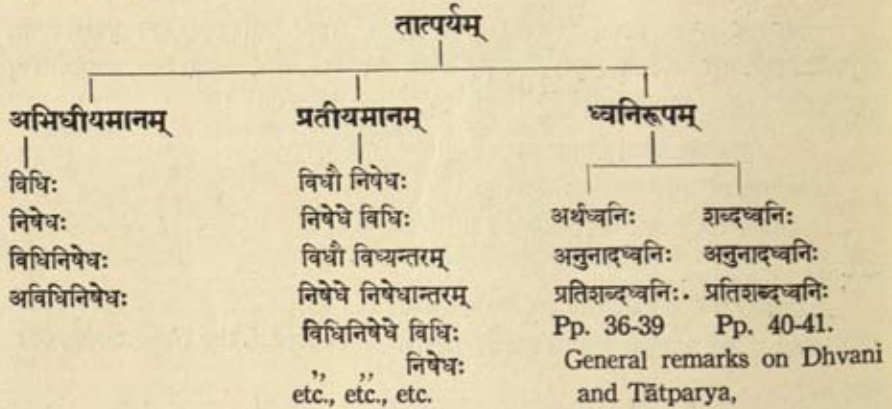 तात्पर्यम्
अभिधीयमानम् प्रतीयमानम् ध्वनिरूपम्
विधिः विधौ निषेधः
निषेधः निषेधे विधिः अर्थध्वनिः शब्दध्वनिः
विधिनिषेधः विधौ विध्यन्तरम् अनुनादध्वनिः अनुनादध्वनिः
अविधिनिषेधः निषेधे निषेधान्तरम् प्रतिशब्दध्वनिः. प्रतिशब्दध्वनिः
विधिनिषेधे विधिः Pp. 36-39 Pp. 40-41.
,, ,, निषेधः General remarks on Dhvani
etc., etc., etc. and Tātparya,